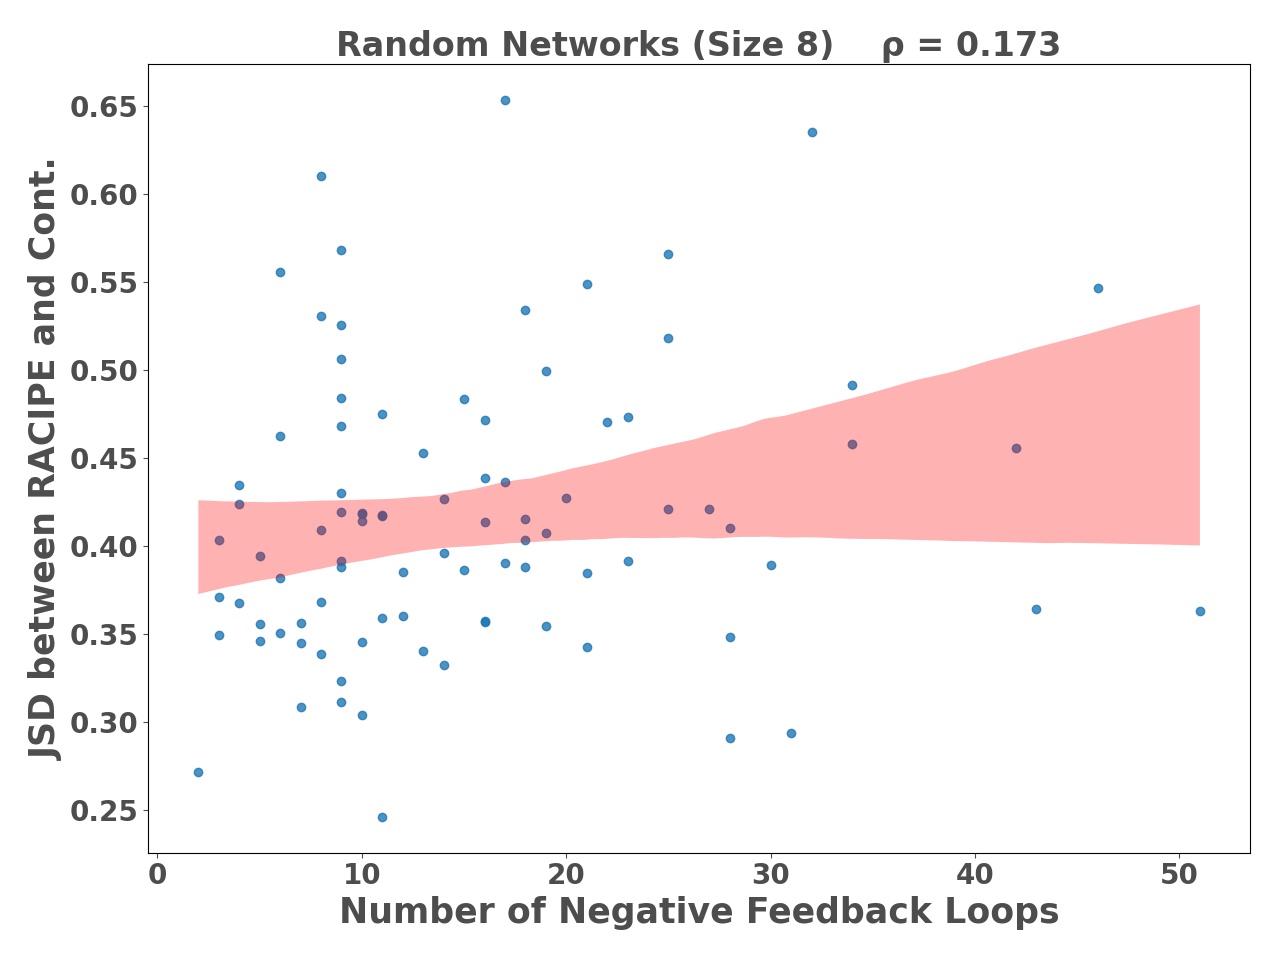 Random Networks (Size 8)    ρ = 0.173
JSD between RACIPE and Cont.
0.65
0.60
0.55
0.50
0.45
0.40
0.35
0.30
0.25
0 10 20 30 40 50
Number of Negative Feedback Loops